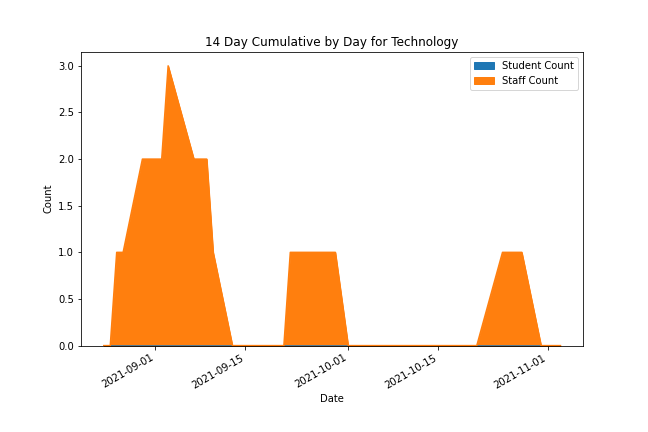 14 Day Cumulative by Day for Technology
Student Count
Staff Count
3.0
2.5
2.0
1.5
1.0
0.5
0.0
Count
2021-09-01
2021-09-15
2021-10-01
2021-10-15
2021-11-01
Date